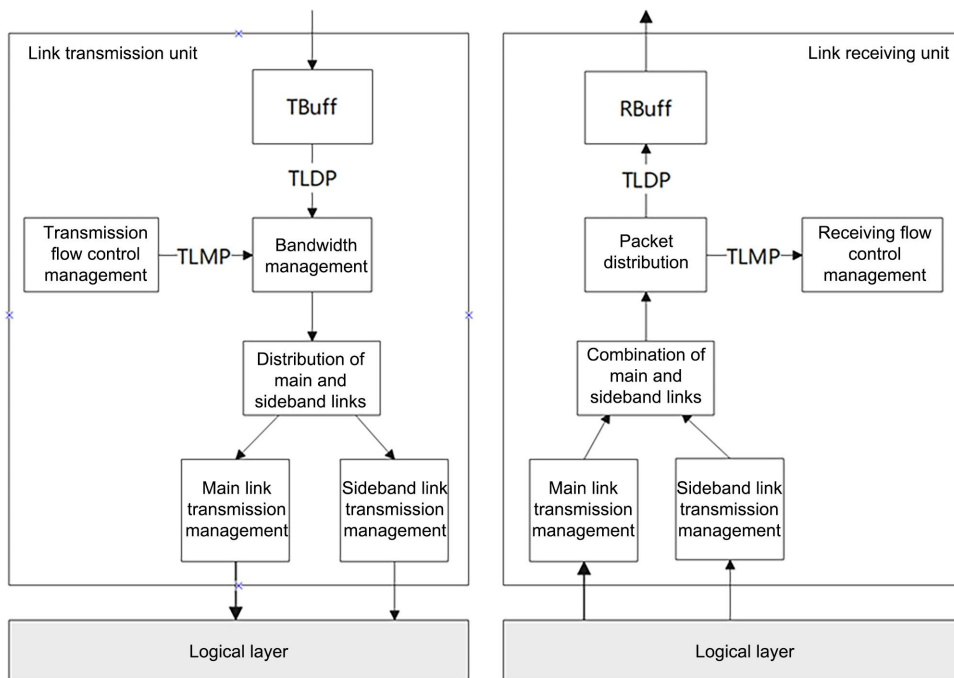 Link transmission unit
TBuff
TLDP
Transmission
flow control
management
TLMP
Bandwidth
management
Distribution of
main and
sideband links
Main link
transmission
management
Sideband link
transmission
management
Logical layer
Link receiving unit
RBuff
TLDP
Packet
distribution
TLMP
Receiving flow
control
management
Combination of
main and
sideband links
Main link
transmission
management
Sideband link
transmission
management
Logical layer